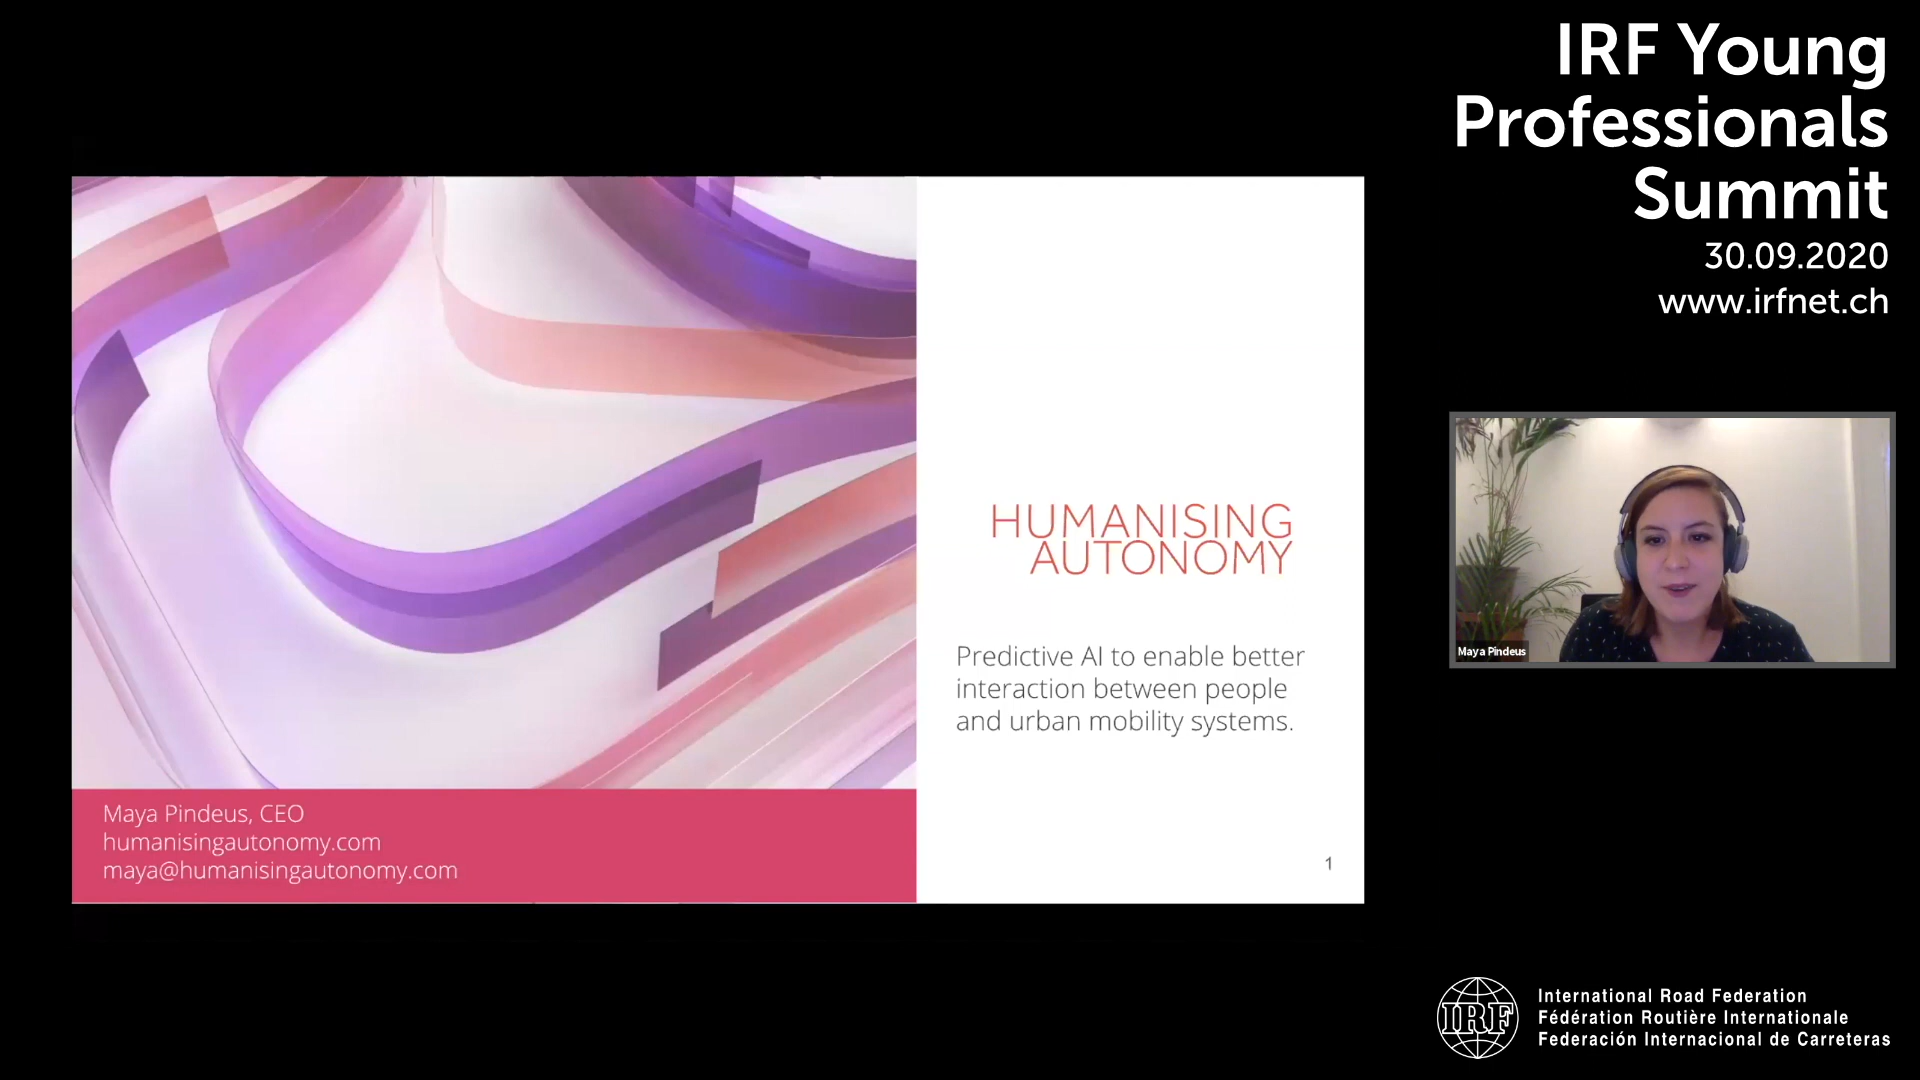 IRF Young
Professionals
Summit
30.09.2020
www.irfnet.ch
HUMANISING
AUTONOMY
Predictive AI to enable better
interaction between people
and urban mobility systems.
Maya Pindeus, CEO
humanisingautonomy.com
maya@humanisingautonomy.com
1
Maya Pindeus
IRF
International Road Federation
Fédération Routière Internationale
Federación Internacional de Carreteras